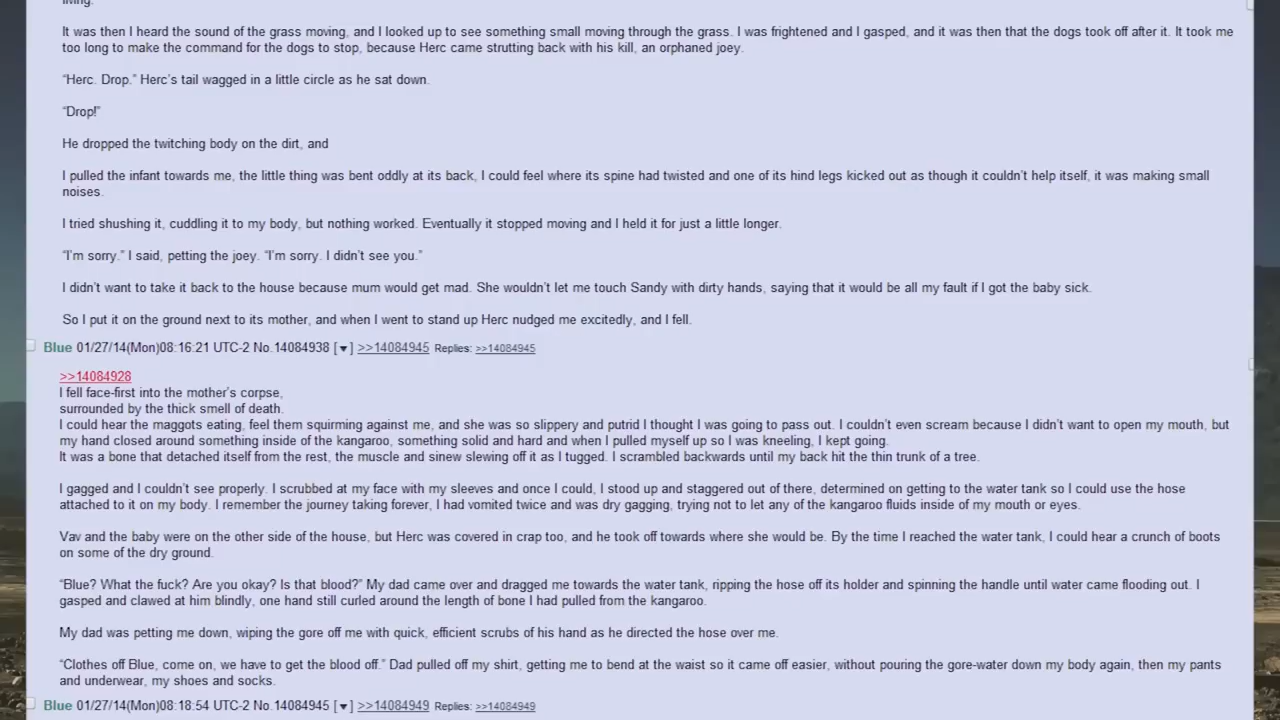 living.
It was then I heard the sound of the grass moving, and I looked up to see something small moving through the grass. I was frightened and I gasped, and it was then that the dogs took off after it. It took me
too long to make the command for the dogs to stop, because Herc came strutting back with his kill, an orphaned joey.
“Herc. Drop.” Herc’s tail wagged in a little circle as he sat down.
“Drop!”
He dropped the twitching body on the dirt, and
I pulled the infant towards me, the little thing was bent oddly at its back, I could feel where its spine had twisted and one of its hind legs kicked out as though it couldn’t help itself, it was making small
noises.
I tried shushing it, cuddling it to my body, but nothing worked. Eventually it stopped moving and I held it for just a little longer.
“I’m sorry.” I said, petting the joey. “I’m sorry. I didn’t see you.”
I didn’t want to take it back to the house because mum would get mad. She wouldn’t let me touch Sandy with dirty hands, saying that it would be all my fault if I got the baby sick.
So I put it on the ground next to its mother, and when I went to stand up Herc nudged me excitedly, and I fell.
Blue 01/27/14(Mon)08:16:21 UTC-2 No.14084938 [▾] >>14084945 Replies: >>14084945
>>14084928
I fell face-first into the mother’s corpse,
surrounded by the thick smell of death.
I could hear the maggots eating, feel them squirming against me, and she was so slippery and putrid I thought I was going to pass out. I couldn’t even scream because I didn’t want to open my mouth, but
my hand closed around something inside of the kangaroo, something solid and hard and when I pulled myself up so I was kneeling, I kept going.
It was a bone that detached itself from the rest, the muscle and sinew slewing off it as I tugged. I scrambled backwards until my back hit the thin trunk of a tree.
I gagged and I couldn’t see properly. I scrubbed at my face with my sleeves and once I could, I stood up and staggered out of there, determined on getting to the water tank so I could use the hose
attached to it on my body. I remember the journey taking forever, I had vomited twice and was dry gagging, trying not to let any of the kangaroo fluids inside of my mouth or eyes.
Vav and the baby were on the other side of the house, but Herc was covered in crap too, and he took off towards where she would be. By the time I reached the water tank, I could hear a crunch of boots
on some of the dry ground.
“Blue? What the fuck? Are you okay? Is that blood?” My dad came over and dragged me towards the water tank, ripping the hose off its holder and spinning the handle until water came flooding out. I
gasped and clawed at him blindly, one hand still curled around the length of bone I had pulled from the kangaroo.
My dad was petting me down, wiping the gore off me with quick, efficient scrubs of his hand as he directed the hose over me.
“Clothes off Blue, come on, we have to get the blood off.” Dad pulled off my shirt, getting me to bend at the waist so it came off easier, without pouring the gore-water down my body again, then my pants
and underwear, my shoes and socks.
Blue 01/27/14(Mon)08:18:54 UTC-2 No.14084945 [▾] >>14084949 Replies: >>14084949